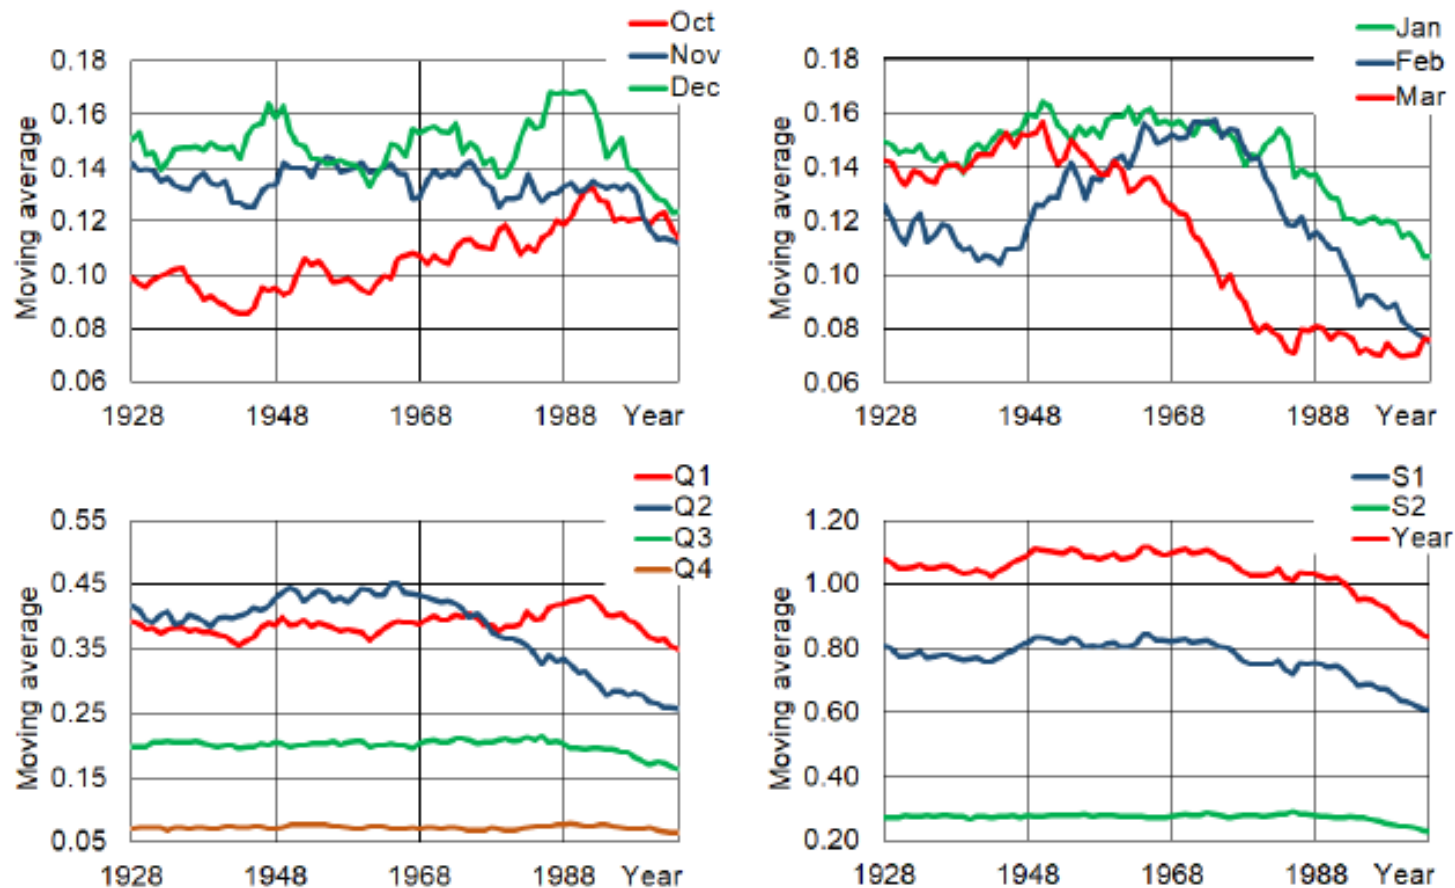 Oct
Nov
Dec
0.18
0.16
0.14
0.12
0.10
0.08
0.06
Moving average
1928 1948 1968 1988 Year
Jan
Feb
Mar
0.18
0.16
0.14
0.12
0.10
0.08
0.06
Moving average
1928 1948 1968 1988 Year
Q1
Q2
Q3
Q4
0.55
0.45
0.35
0.25
0.15
0.05
Moving average
1928 1948 1968 1988 Year
S1
S2
Year
1.20
1.00
0.80
0.60
0.40
0.20
Moving average
1928 1948 1968 1988 Year